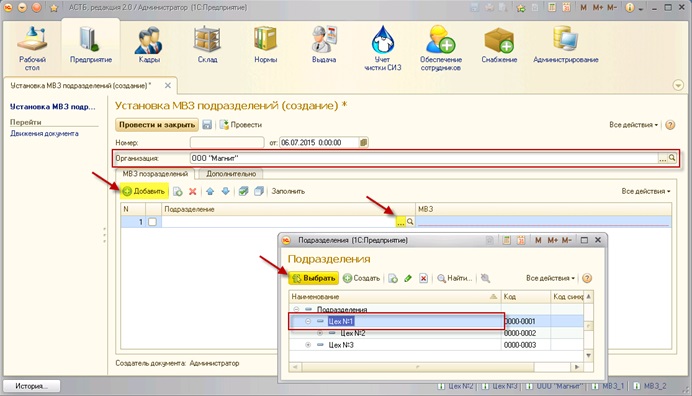 АСТБ, редакция 2.0 / Администратор (1С:Предприятие)
M M+ M-
Рабочий стол
Предприятие
Кадры
Склад
Нормы
Выдача
Учет чистки СИЗ
Обеспечение сотрудников
Снабжение
Администрирование
Установка МВЗ подразделений (создание) *
Установка МВЗ подр...
Перейти
Движения документа
Установка МВЗ подразделений (создание) *
Провести и закрыть Провести Все действия
Номер: от: 06.07.2015 0:00:00
Организация: ООО "Магнит" ...
МВЗ позразделений Дополнительно
Добавить Заполнить Все действия
N Подразделение МВЗ
1 ...
Подразделения (1С:Предприятие) M M+ M-
Подразделения
Выбрать Создать Найти... Все действия
Наименование Код Код синхр
Подразделения
Цех №1 0000-0001
Цех №2 0000-0002
Цех №3 0000-0003
Создатель документа: Администратор
История... Цех №2 Цех №3 ООО "Магнит" МВЗ_1 МВЗ_2